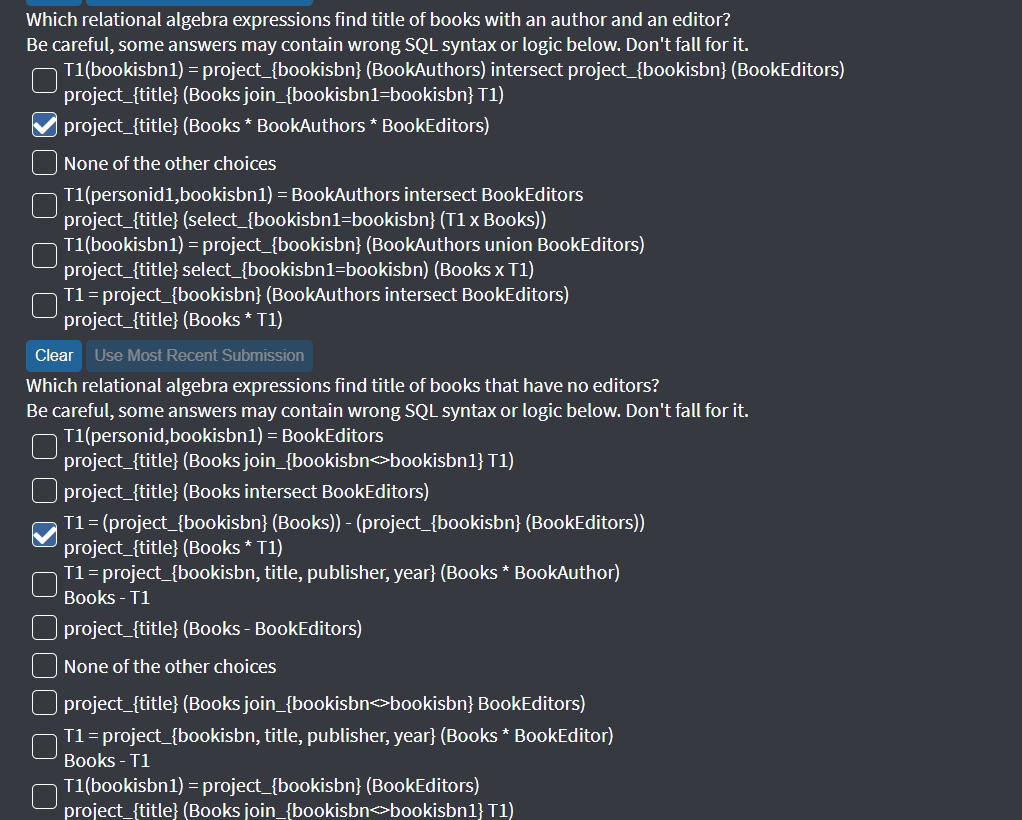 Which relational algebra expressions find title of books with an author and an editor?
Be careful, some answers may contain wrong SQL syntax or logic below. Don't fall for it.
T1(bookisbn1) = project_{bookisbn} (BookAuthors) intersect project_{bookisbn} (BookEditors)
project_{title} (Books join_{bookisbn1=bookisbn} T1)
project_{title} (Books * BookAuthors * BookEditors)
None of the other choices
T1(personid1,bookisbn1) = BookAuthors intersect BookEditors
project_{title} (select_{bookisbn1=bookisbn} (T1 x Books))
T1(bookisbn1) = project_{bookisbn} (BookAuthors union BookEditors)
project_{title} select_{bookisbn1=bookisbn) (Books x T1)
T1 = project_{bookisbn} (BookAuthors intersect BookEditors)
project_{title} (Books * T1)
Clear Use Most Recent Submission
Which relational algebra expressions find title of books that have no editors?
Be careful, some answers may contain wrong SQL syntax or logic below. Don't fall for it.
T1(personid,bookisbn1) = BookEditors
project_{title} (Books join_{bookisbn<>bookisbn1} T1)
project_{title} (Books intersect BookEditors)
T1 = (project_{bookisbn} (Books)) - (project_{bookisbn} (BookEditors))
project_{title} (Books * T1)
T1 = project_{bookisbn, title, publisher, year} (Books * BookAuthor)
Books - T1
project_{title} (Books - BookEditors)
None of the other choices
project_{title} (Books join_{bookisbn<>bookisbn} BookEditors)
T1 = project_{bookisbn, title, publisher, year} (Books * BookEditor)
Books - T1
T1(bookisbn1) = project_{bookisbn} (BookEditors)
project_{title} (Books join_{bookisbn<>bookisbn1} T1)